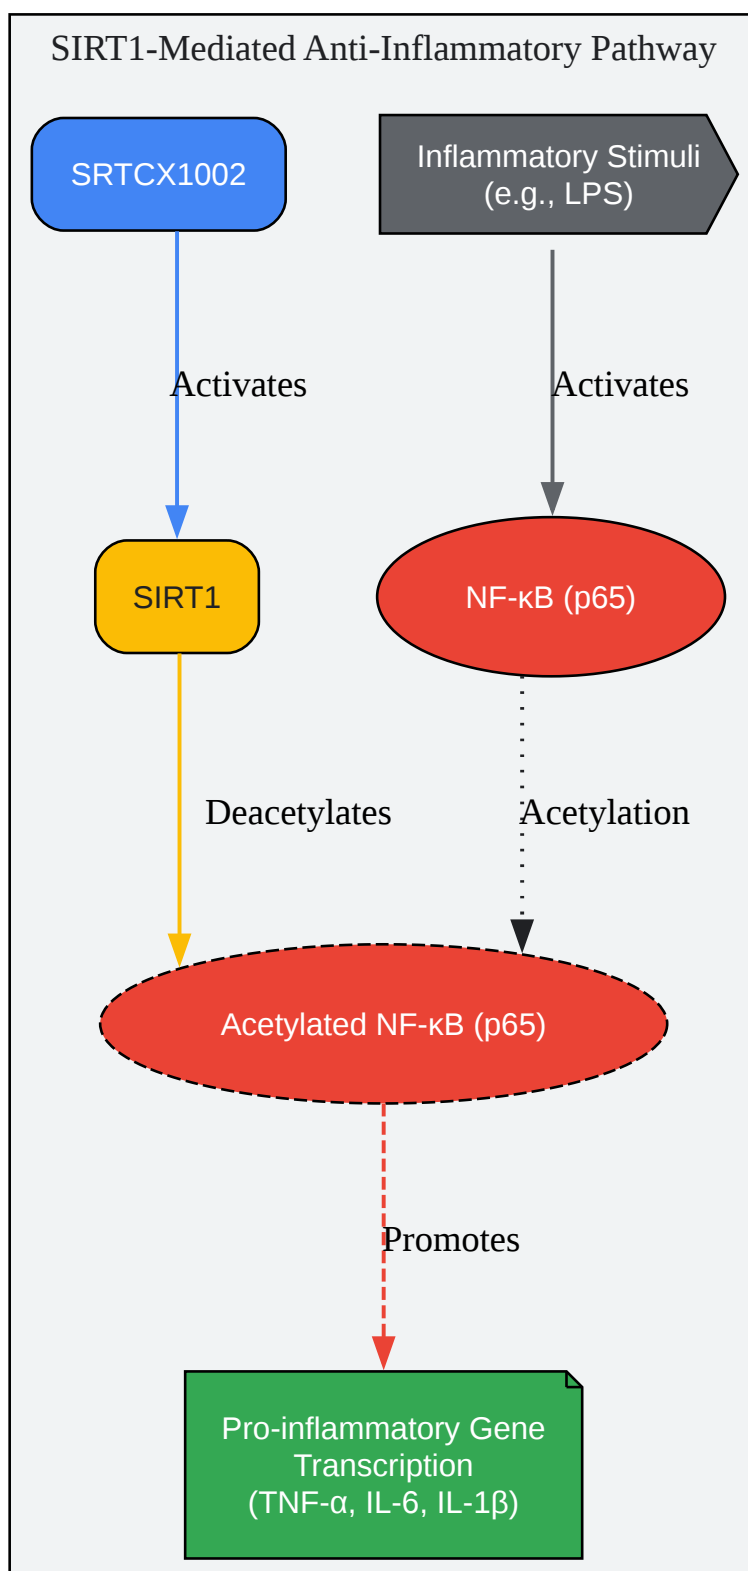 SIRT1-Mediated Anti-Inflammatory Pathway
SRTCX1002
Inflammatory Stimuli
(e.g., LPS)
Activates
Activates
SIRT1
NF-κB (p65)
Deacetylates
Acetylation
Acetylated NF-κB (p65)
Promotes
Pro-inflammatory Gene
Transcription
(TNF-α, IL-6, IL-1β)